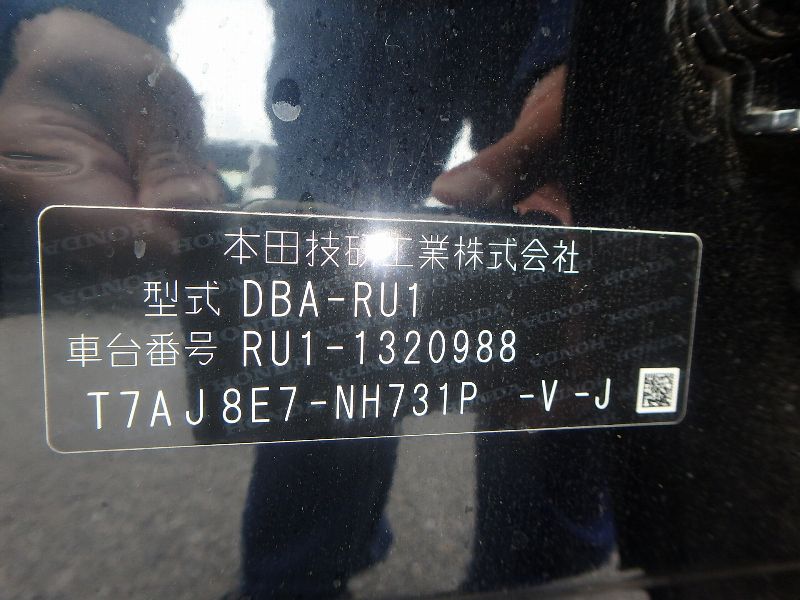 本田技研工業株式会社
型式 DBA-RU1
車台番号 RU1-1320988
T7AJ8E7-NH731P -V-J